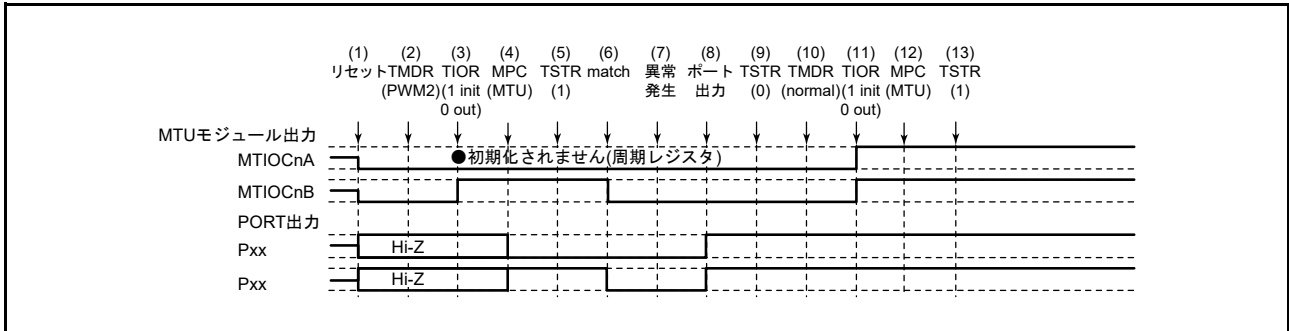 (1) (2) (3) (4) (5) (6) (7) (8) (9) (10) (11) (12) (13)
リセット TMDR TIOR MPC TSTR match 異常 ポート TSTR TMDR TIOR MPC TSTR
(PWM2) (1 init (MTU) (1) 発生 出力 (0) (normal) (1 init (MTU) (1)
0 out) 0 out)
MTUモジュール出力
MTIOCnA ●初期化されません(周期レジスタ)
MTIOCnB
PORT出力
Pxx Hi-Z
Pxx Hi-Z